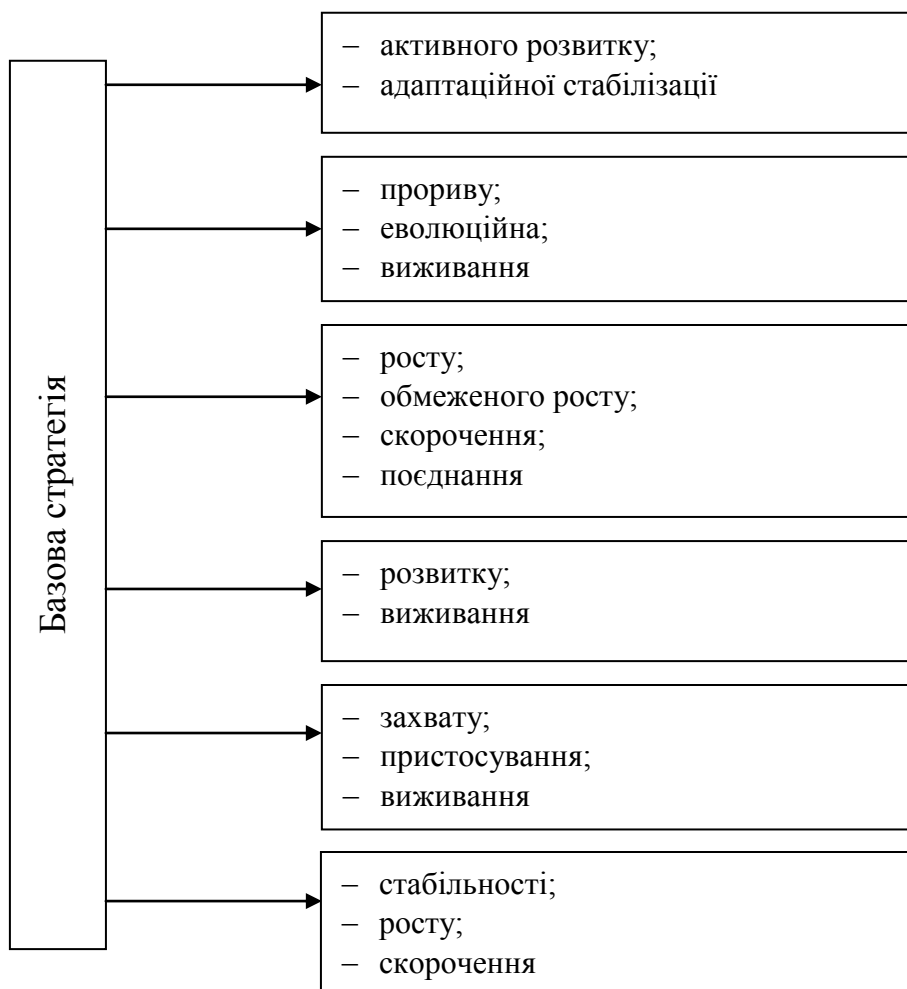 Базова стратегія
– активного розвитку;
– адаптаційної стабілізації
– прориву;
– еволюційна;
– виживання
– росту;
– обмеженого росту;
– скорочення;
– поєднання
– розвитку;
– виживання
– захвату;
– пристосування;
– виживання
– стабільності;
– росту;
– скорочення